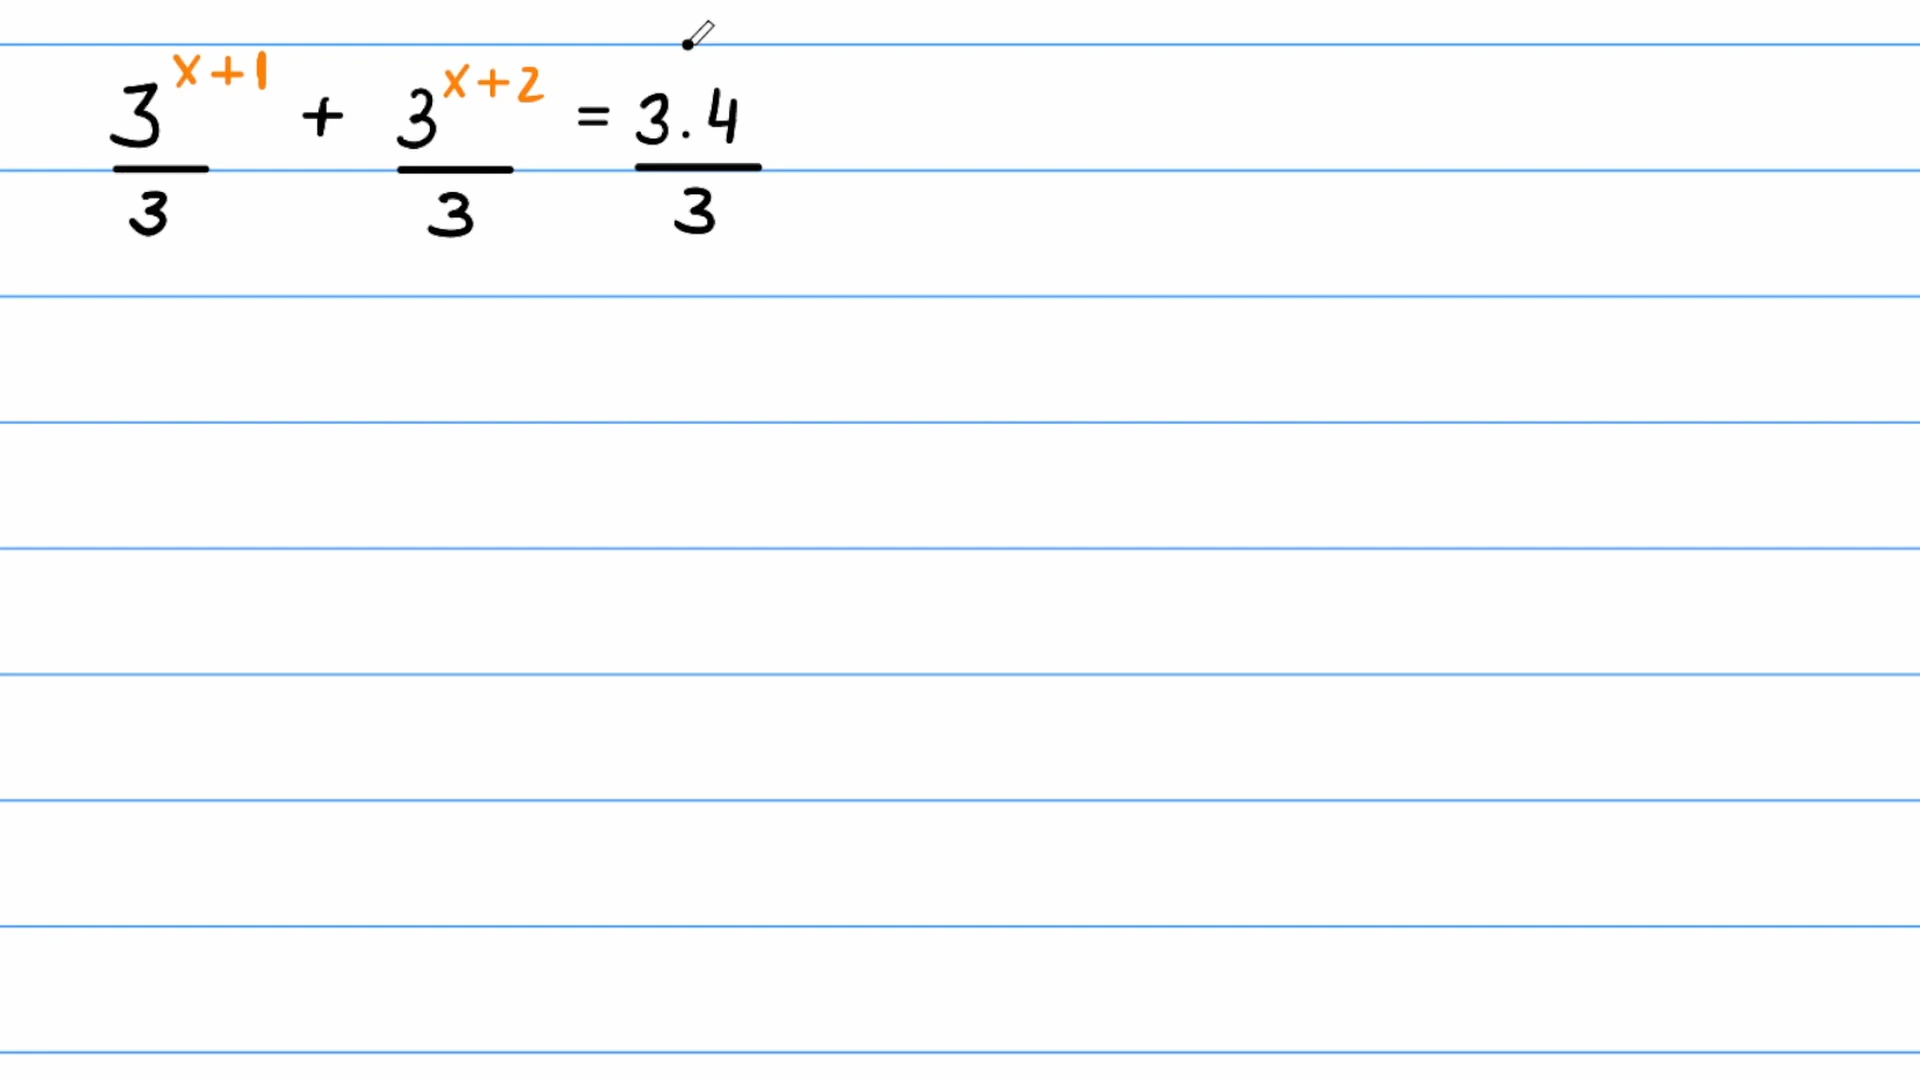 3^{x+1} + 3^{x+2} = 3.4
3 3 3